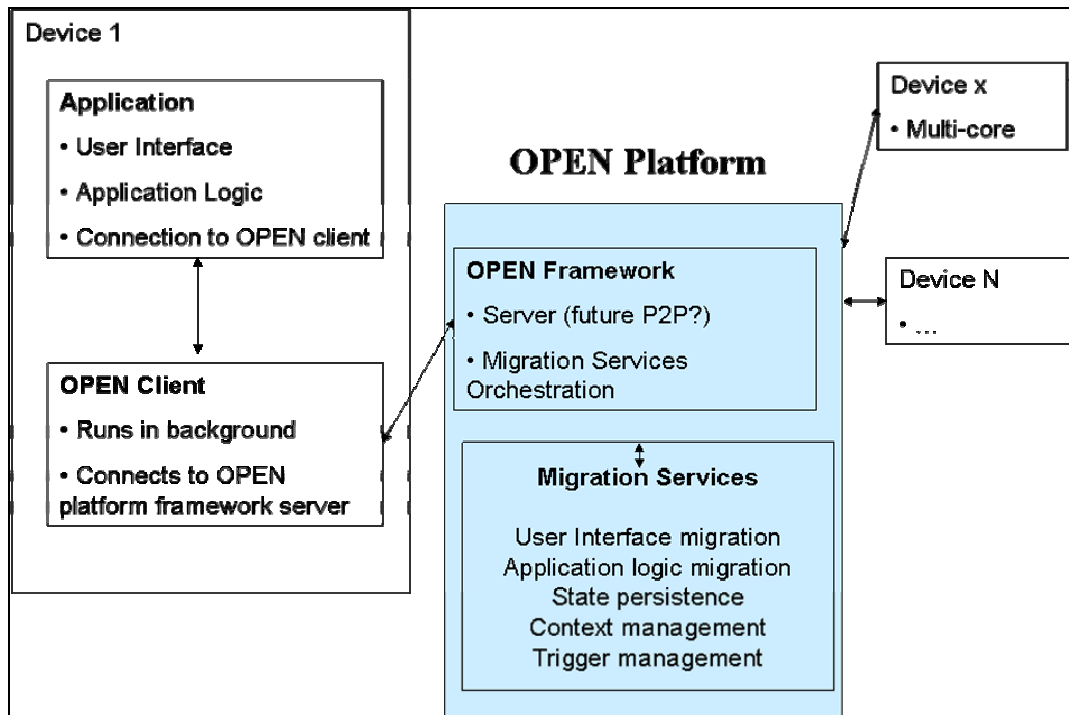 Device 1
Application
• User Interface
• Application Logic
• Connection to OPEN client
OPEN Client
• Runs in background
• Connects to OPEN
platform framework server
OPEN Platform
OPEN Framework
• Server (future P2P?)
• Migration Services
Orchestration
Migration Services
User Interface migration
Application logic migration
State persistence
Context management
Trigger management
Device x
• Multi-core
Device N
• ...